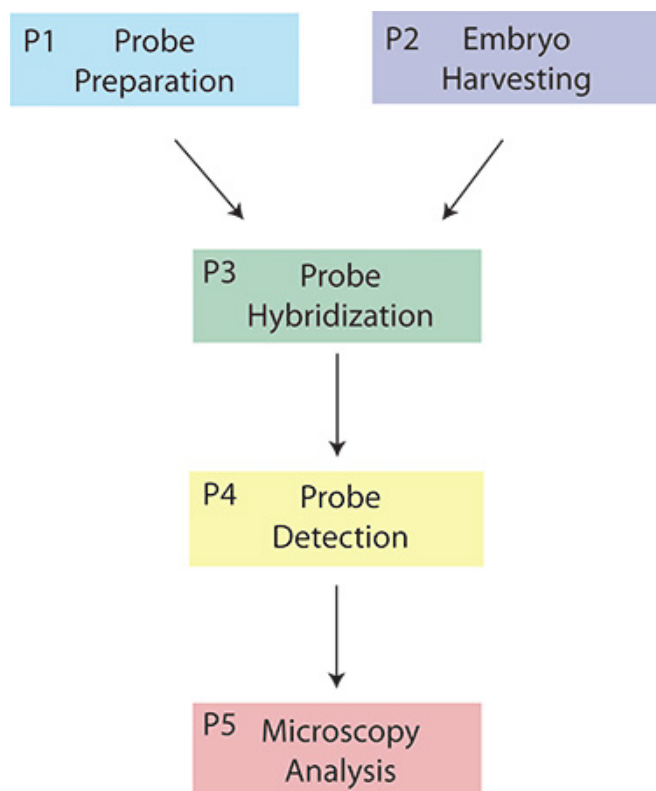 P1 Probe
Preparation
P2 Embryo
Harvesting
P3 Probe
Hybridization
P4 Probe
Detection
P5 Microscopy
Analysis